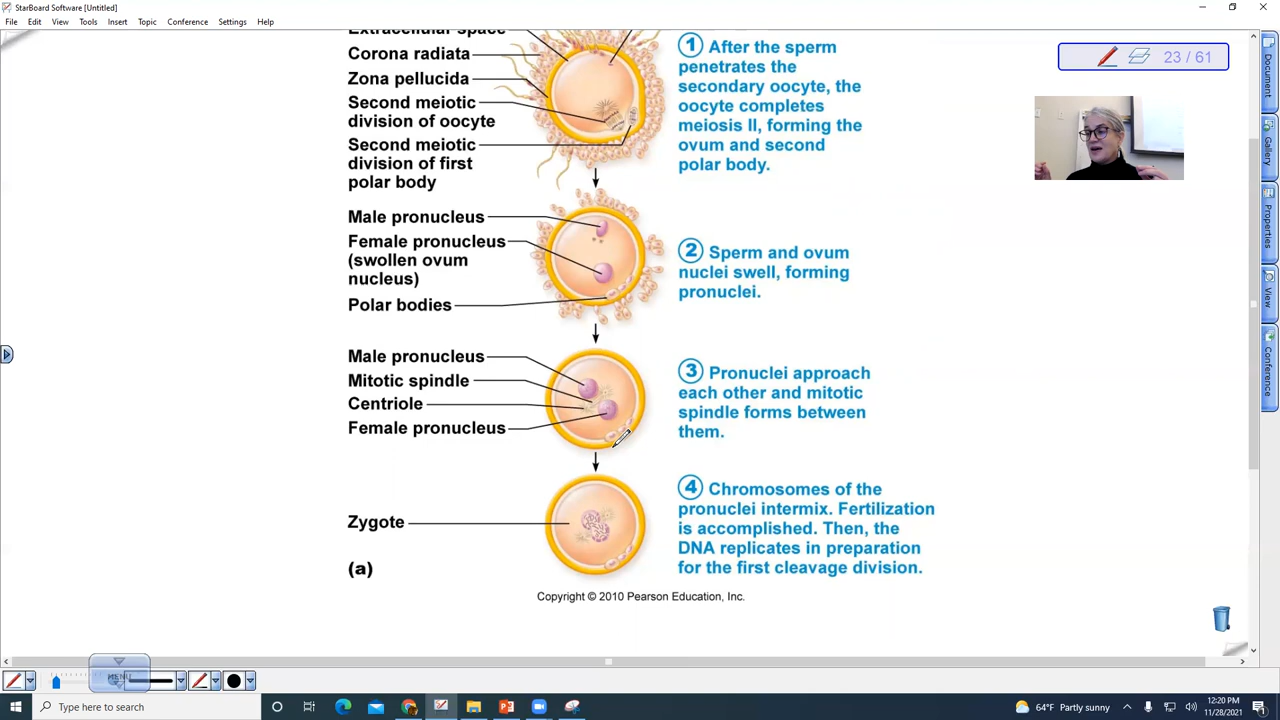 StarBoard Software [Untitled]
File Edit View Tools Insert Topic Conference Settings Help
Extracellular space
Corona radiata
Zona pellucida
Second meiotic
division of oocyte
Second meiotic
division of first
polar body
1 After the sperm
penetrates the
secondary oocyte, the
oocyte completes
meiosis II, forming the
ovum and second
polar body.
23 / 61
Male pronucleus
Female pronucleus
(swollen ovum
nucleus)
Polar bodies
2 Sperm and ovum
nuclei swell, forming
pronuclei.
Male pronucleus
Mitotic spindle
Centriole
Female pronucleus
3 Pronuclei approach
each other and mitotic
spindle forms between
them.
Zygote
(a)
4 Chromosomes of the
pronuclei intermix. Fertilization
is accomplished. Then, the
DNA replicates in preparation
for the first cleavage division.
Copyright © 2010 Pearson Education, Inc.
Document
Gallery
Properties
View
Conference
MENU
Type here to search
64°F Partly sunny
12:20 PM
11/28/2021